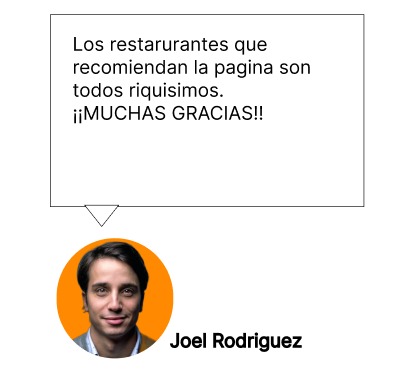 Los restarurantes que
recomiendan la pagina son
todos riquisimos.
¡¡MUCHAS GRACIAS!!
Joel Rodriguez